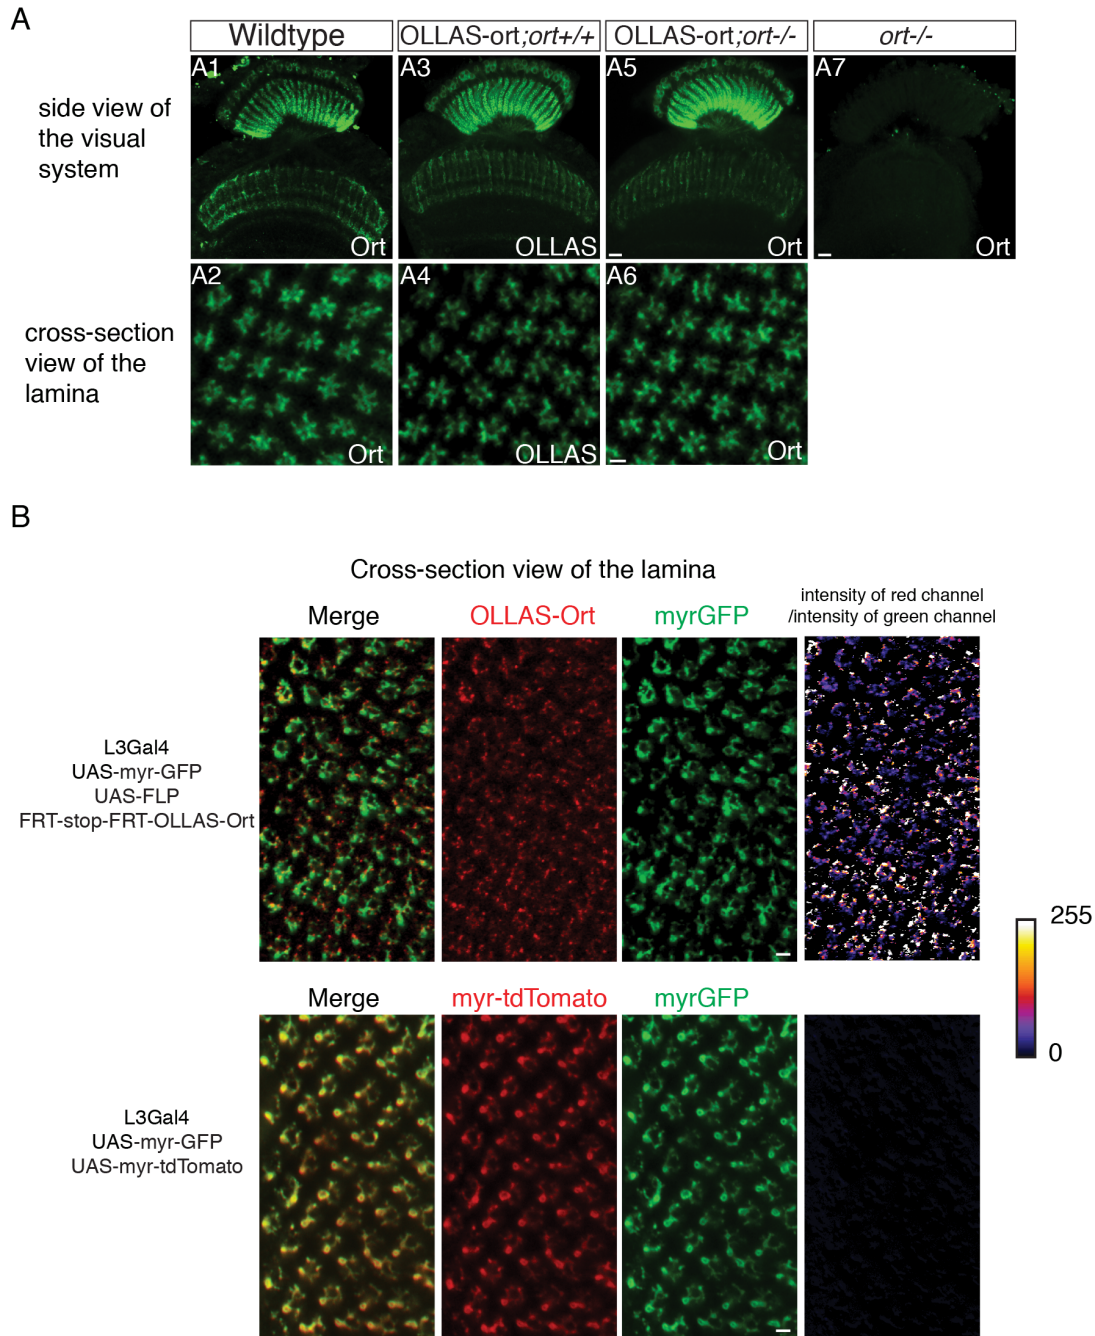 A
Wildtype
OLLAS-ort;ort+/+
OLLAS-ort;ort-/-
ort-/-
side view of
the visual
system
A1
Ort
A3
OLLAS
A5
Ort
A7
Ort
cross-section
view of the
lamina
A2
Ort
A4
OLLAS
A6
Ort
B
Cross-section view of the lamina
Merge
OLLAS-Ort
myrGFP
intensity of red channel
/intensity of green channel
L3Gal4
UAS-myr-GFP
UAS-FLP
FRT-stop-FRT-OLLAS-Ort
255
0
Merge
myr-tdTomato
myrGFP
L3Gal4
UAS-myr-GFP
UAS-myr-tdTomato